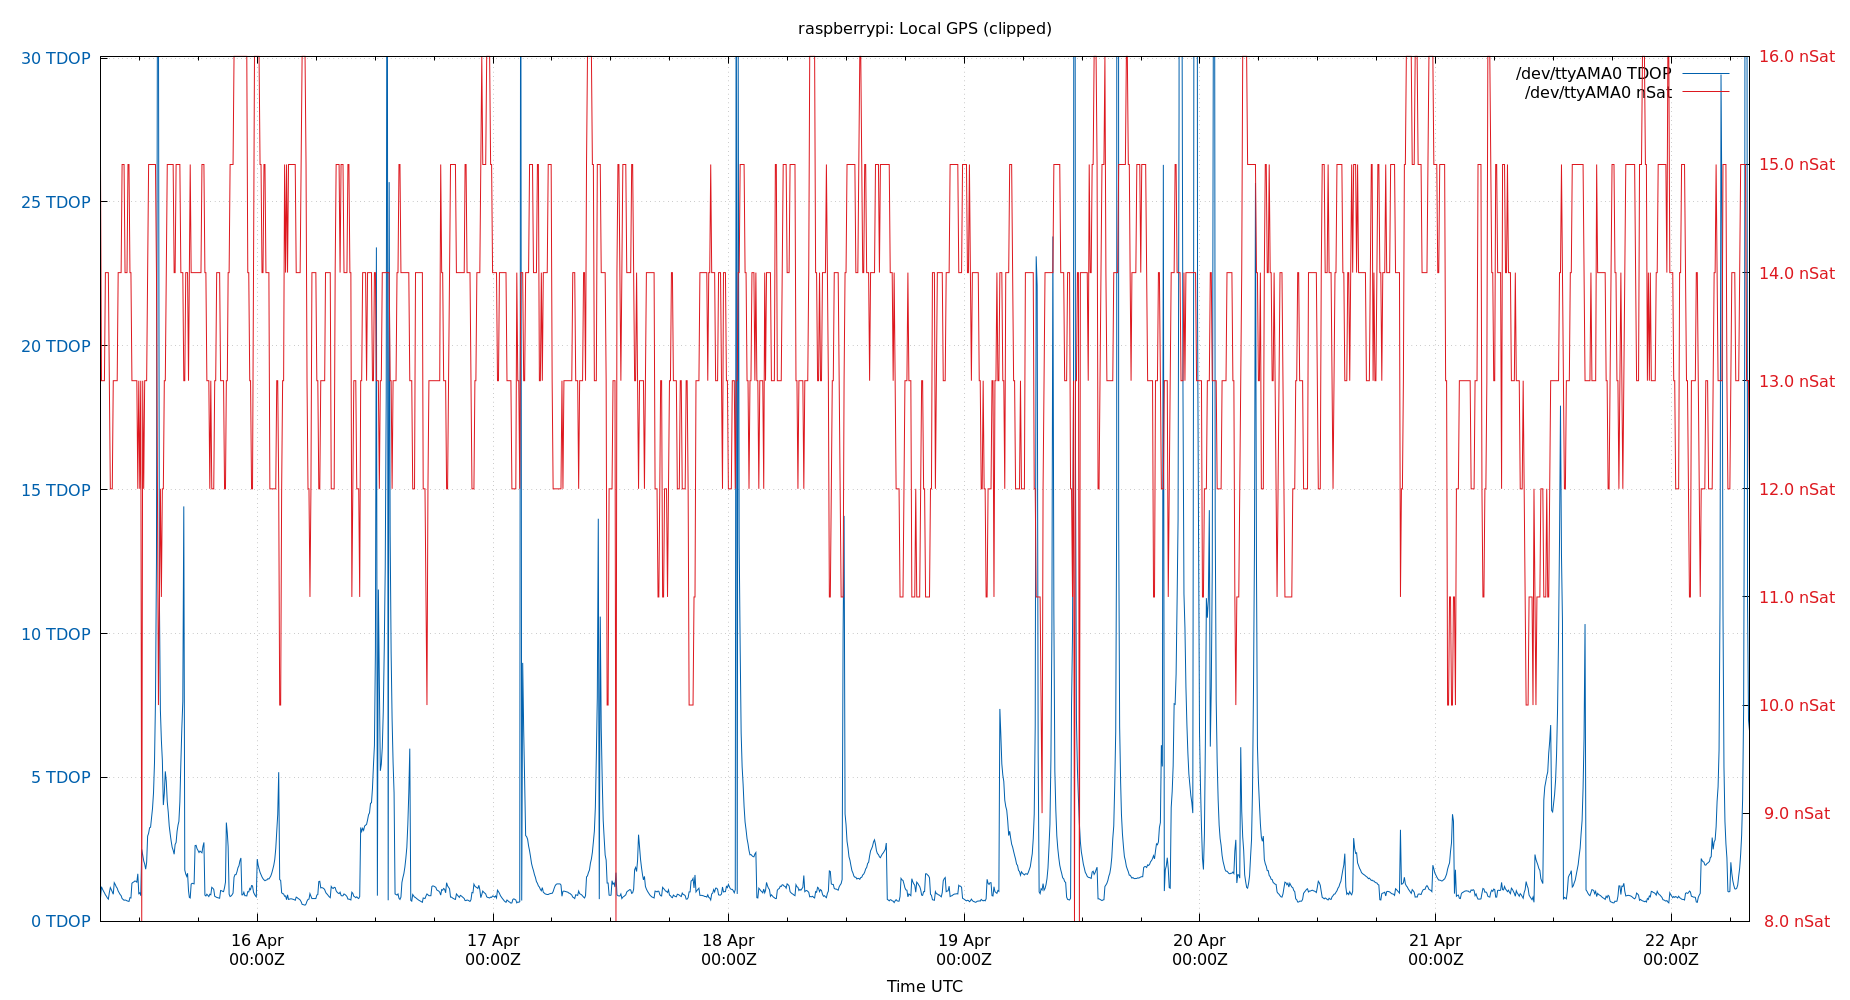 raspberrypi: Local GPS (clipped)
30 TDOP
25 TDOP
20 TDOP
15 TDOP
10 TDOP
5 TDOP
0 TDOP
16.0 nSat
15.0 nSat
14.0 nSat
13.0 nSat
12.0 nSat
11.0 nSat
10.0 nSat
9.0 nSat
8.0 nSat
/dev/ttyAMA0 TDOP
/dev/ttyAMA0 nSat
16 Apr
00:00Z
17 Apr
00:00Z
18 Apr
00:00Z
19 Apr
00:00Z
20 Apr
00:00Z
21 Apr
00:00Z
22 Apr
00:00Z
Time UTC